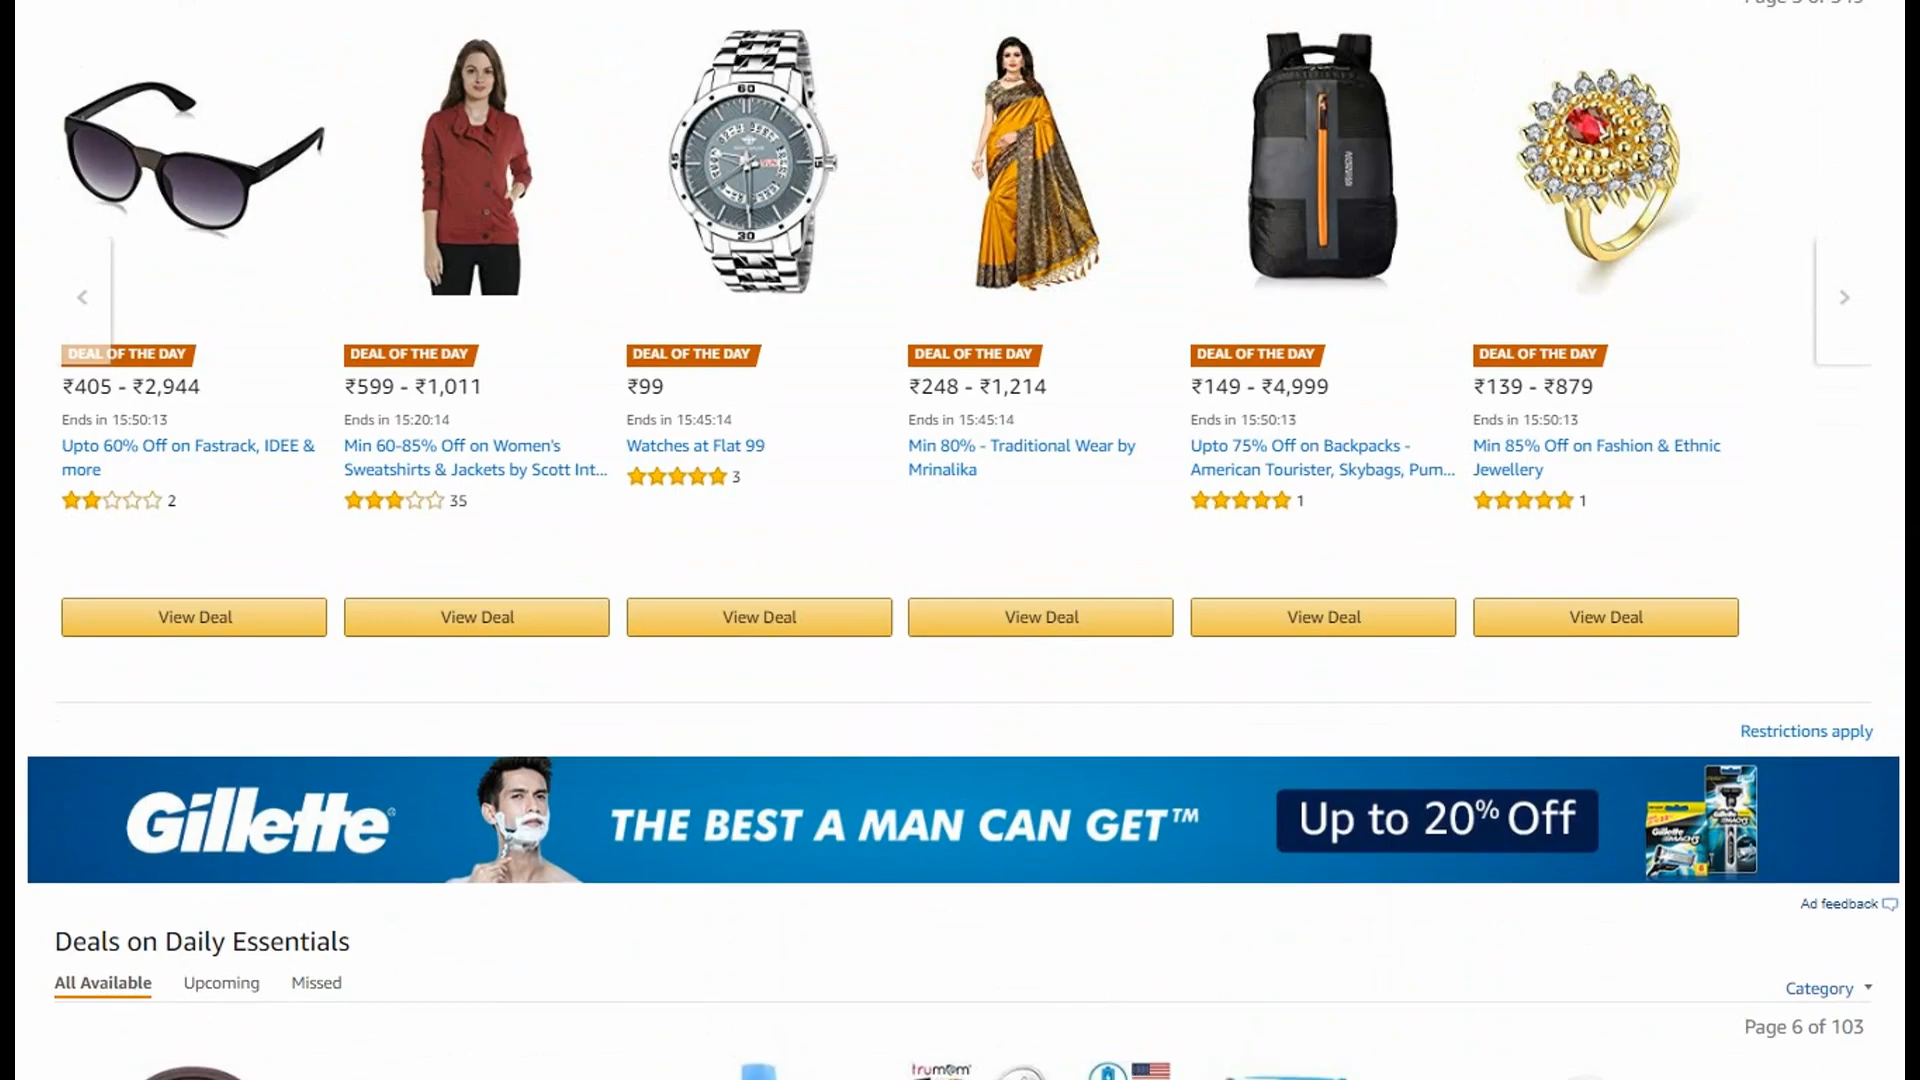 DEAL OF THE DAY
₹405 - ₹2,944
Ends in 15:50:13
Upto 60% Off on Fastrack, IDEE &
more
2
DEAL OF THE DAY
₹599 - ₹1,011
Ends in 15:20:14
Min 60-85% Off on Women's
Sweatshirts & Jackets by Scott Int...
35
60
45
30
DEAL OF THE DAY
₹99
Ends in 15:45:14
Watches at Flat 99
3
DEAL OF THE DAY
₹248 - ₹1,214
Ends in 15:45:14
Min 80% - Traditional Wear by
Mrinalika
DEAL OF THE DAY
₹149 - ₹4,999
Ends in 15:50:13
Upto 75% Off on Backpacks -
American Tourister, Skybags, Pum...
1
DEAL OF THE DAY
₹139 - ₹879
Ends in 15:50:13
Min 85% Off on Fashion & Ethnic
Jewellery
1
View Deal
View Deal
View Deal
View Deal
View Deal
View Deal
Restrictions apply
Gillette®
THE BEST A MAN CAN GET™
Up to 20% Off
Gillette
MACH3
Gillette
Ad feedback
Deals on Daily Essentials
All Available
Upcoming
Missed
Category
Page 6 of 103
trumom